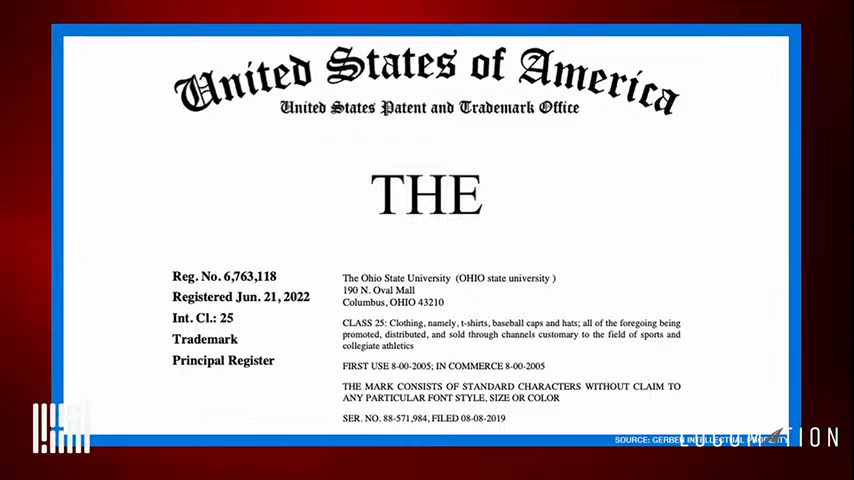 United States of America
United States Patent and Trademark Office
THE
Reg. No. 6,763,118
Registered Jun. 21, 2022
Int. Cl.: 25
Trademark
Principal Register
The Ohio State University (OHIO state university )
190 N. Oval Mall
Columbus, OHIO 43210
CLASS 25: Clothing, namely, t-shirts, baseball caps and hats; all of the foregoing being
promoted, distributed, and sold through channels customary to the field of sports and
collegiate athletics
FIRST USE 8-00-2005; IN COMMERCE 8-00-2005
THE MARK CONSISTS OF STANDARD CHARACTERS WITHOUT CLAIM TO
ANY PARTICULAR FONT STYLE, SIZE OR COLOR
SER. NO. 88-571,984, FILED 08-08-2019
SOURCE: GERBEN INTELLECTUAL PROPERTY
LOCOMOTION